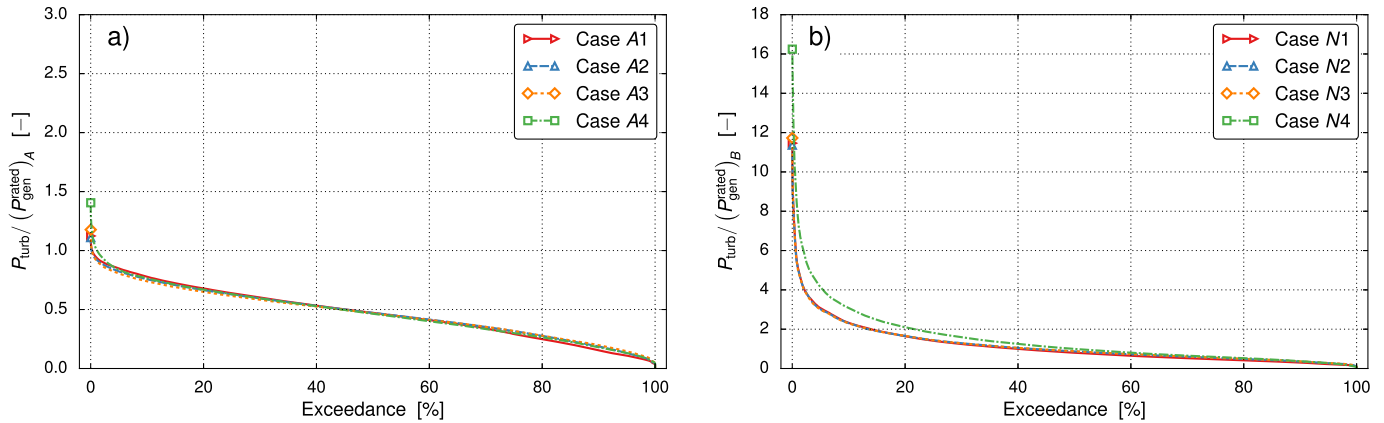 a)
Case A1
Case A2
Case A3
Case A4
3.0
2.5
2.0
1.5
1.0
0.5
0.0
P_turb / (P_gen^rated)_A [−]
0 20 40 60 80 100
Exceedance [%]
b)
Case N1
Case N2
Case N3
Case N4
18
16
14
12
10
8
6
4
2
0
P_turb / (P_gen^rated)_B [−]
0 20 40 60 80 100
Exceedance [%]